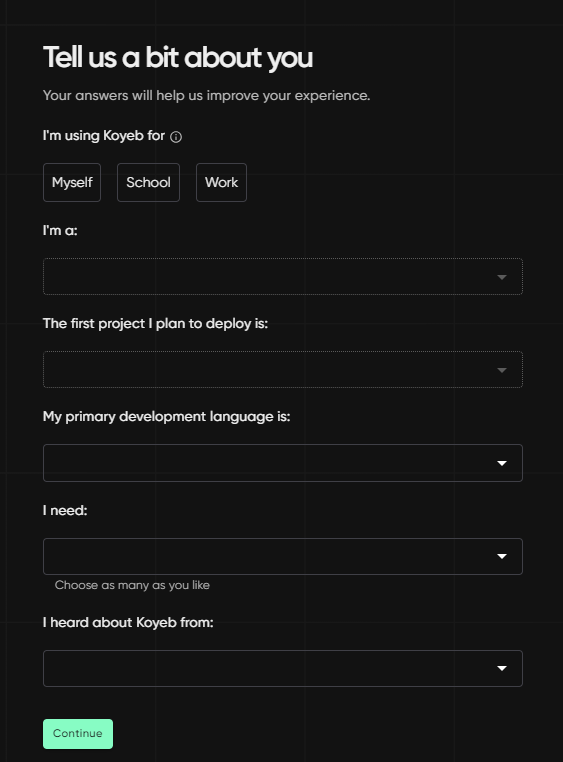 Tell us a bit about you
Your answers will help us improve your experience.
I'm using Koyeb for
Myself School Work
I'm a:
The first project I plan to deploy is:
My primary development language is:
I need:
Choose as many as you like
I heard about Koyeb from:
Continue